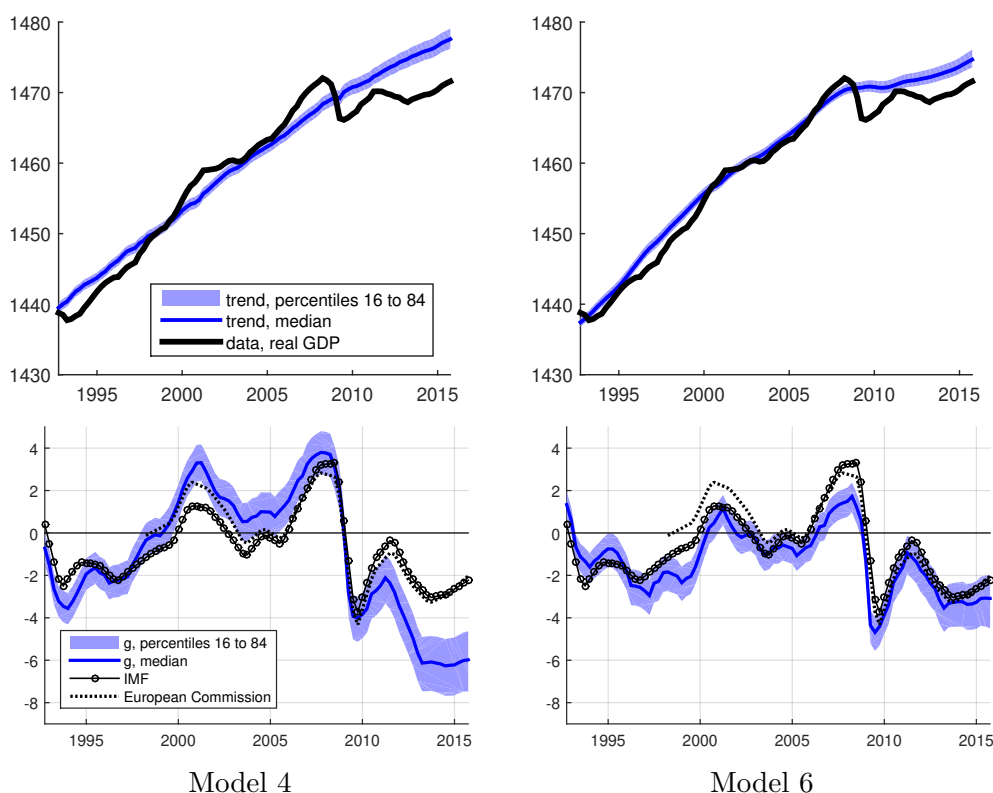 1480
1470
1460
1450
1440
1430
1995 2000 2005 2010 2015
trend, percentiles 16 to 84
trend, median
data, real GDP
1480
1470
1460
1450
1440
1430
1995 2000 2005 2010 2015
4
2
0
-2
-4
-6
-8
1995 2000 2005 2010 2015
g, percentiles 16 to 84
g, median
IMF
European Commission
4
2
0
-2
-4
-6
-8
1995 2000 2005 2010 2015
Model 4
Model 6